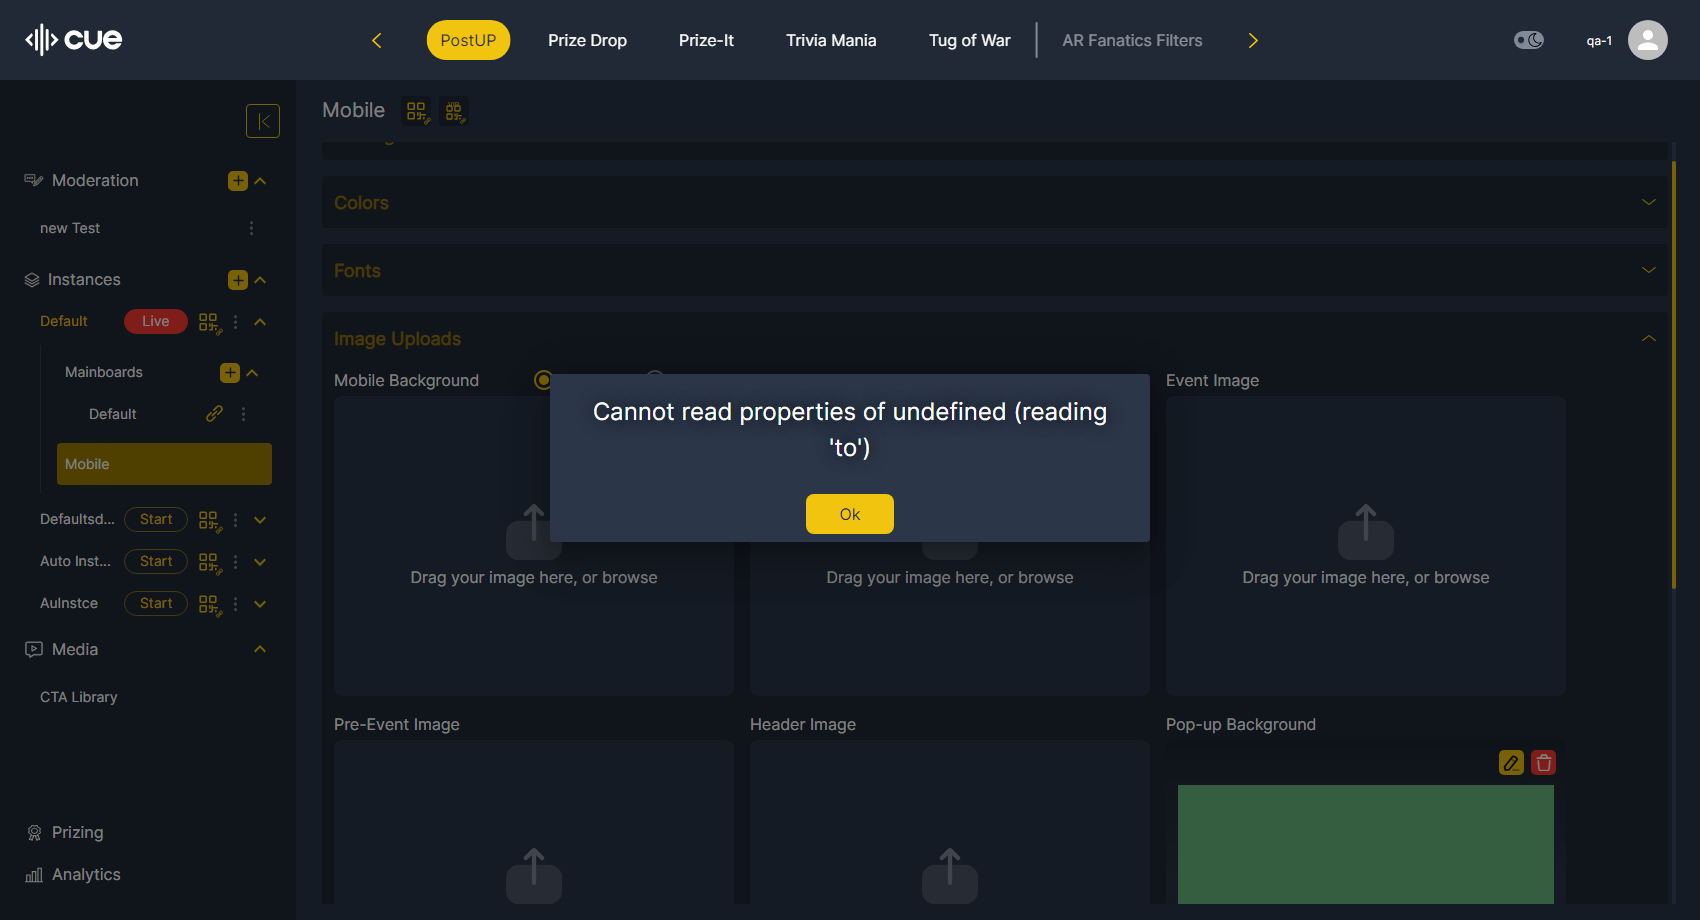 cue
PostUP
Prize Drop
Prize-It
Trivia Mania
Tug of War
AR Fanatics Filters
qa-1
Mobile
Moderation
new Test
Instances
Default
Live
Mainboards
Default
Mobile
Defaultsd...
Start
Auto Inst...
Start
AuInstce
Start
Media
CTA Library
Prizing
Analytics
Colors
Fonts
Image Uploads
Mobile Background
Event Image
Cannot read properties of undefined (reading
'to')
Ok
Drag your image here, or browse
Drag your image here, or browse
Drag your image here, or browse
Pre-Event Image
Header Image
Pop-up Background